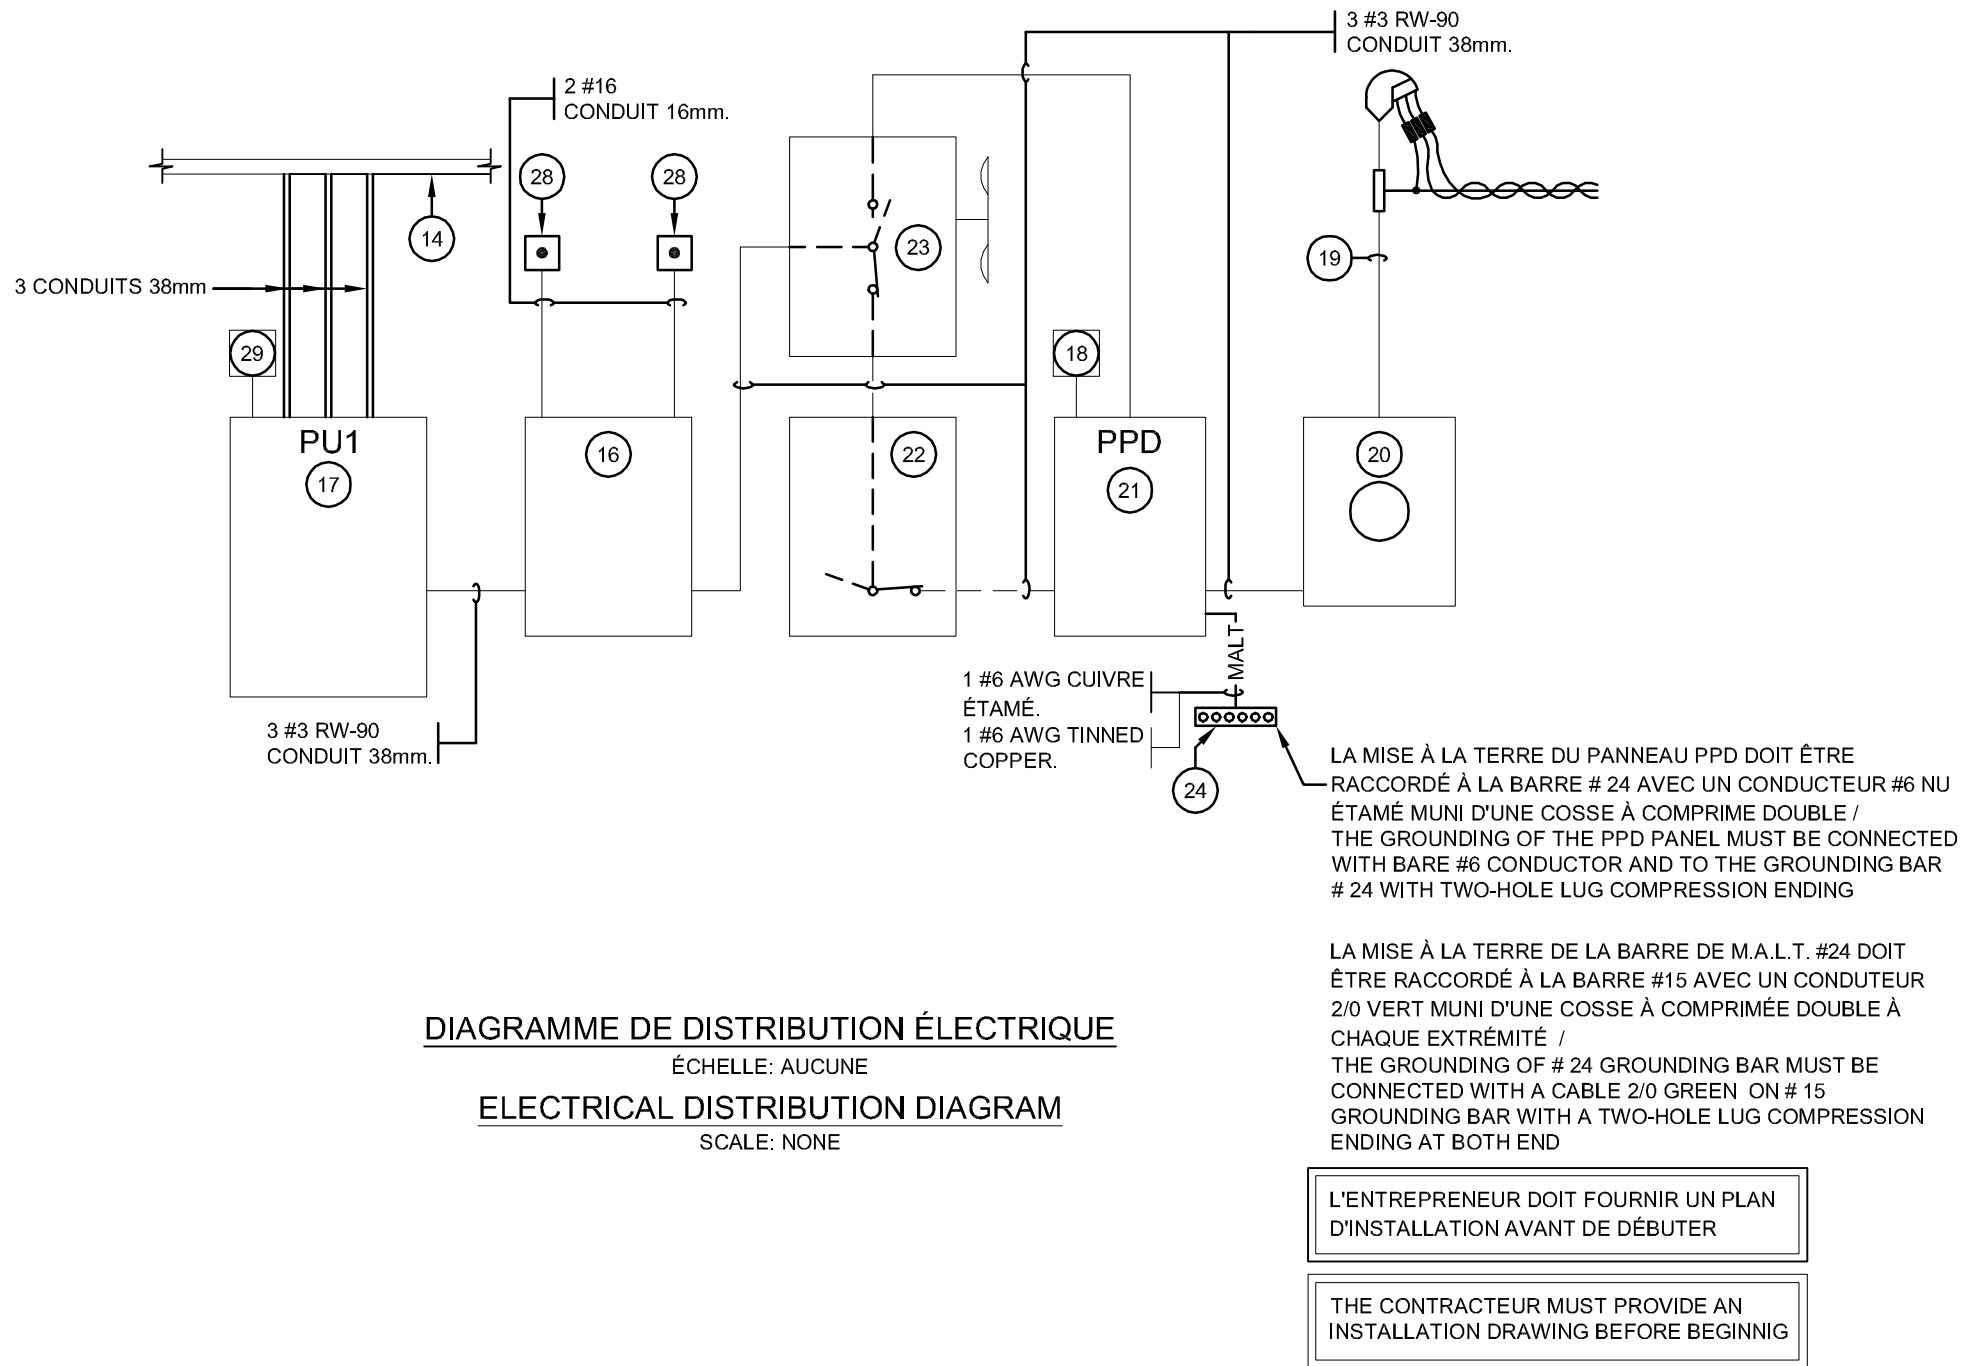 3 #3 RW-90
CONDUIT 38mm.
2 #16
CONDUIT 16mm.
28
28
14
23
19
3 CONDUITS 38mm
29
18
PU1
17
16
22
PPD
21
20
MALT
1 #6 AWG CUIVRE
ÉTAMÉ.
1 #6 AWG TINNED
COPPER.
3 #3 RW-90
CONDUIT 38mm.
24
LA MISE À LA TERRE DU PANNEAU PPD DOIT ÊTRE
RACCORDÉ À LA BARRE # 24 AVEC UN CONDUCTEUR #6 NU
ÉTAMÉ MUNI D'UNE COSSE À COMPRIME DOUBLE /
THE GROUNDING OF THE PPD PANEL MUST BE CONNECTED
WITH BARE #6 CONDUCTOR AND TO THE GROUNDING BAR
# 24 WITH TWO-HOLE LUG COMPRESSION ENDING
LA MISE À LA TERRE DE LA BARRE DE M.A.L.T. #24 DOIT
ÊTRE RACCORDÉ À LA BARRE #15 AVEC UN CONDUTEUR
2/0 VERT MUNI D'UNE COSSE À COMPRIMÉE DOUBLE À
CHAQUE EXTRÉMITÉ /
THE GROUNDING OF # 24 GROUNDING BAR MUST BE
CONNECTED WITH A CABLE 2/0 GREEN ON # 15
GROUNDING BAR WITH A TWO-HOLE LUG COMPRESSION
ENDING AT BOTH END
DIAGRAMME DE DISTRIBUTION ÉLECTRIQUE
ÉCHELLE: AUCUNE
ELECTRICAL DISTRIBUTION DIAGRAM
SCALE: NONE
L'ENTREPRENEUR DOIT FOURNIR UN PLAN
D'INSTALLATION AVANT DE DÉBUTER
THE CONTRACTEUR MUST PROVIDE AN
INSTALLATION DRAWING BEFORE BEGINNIG